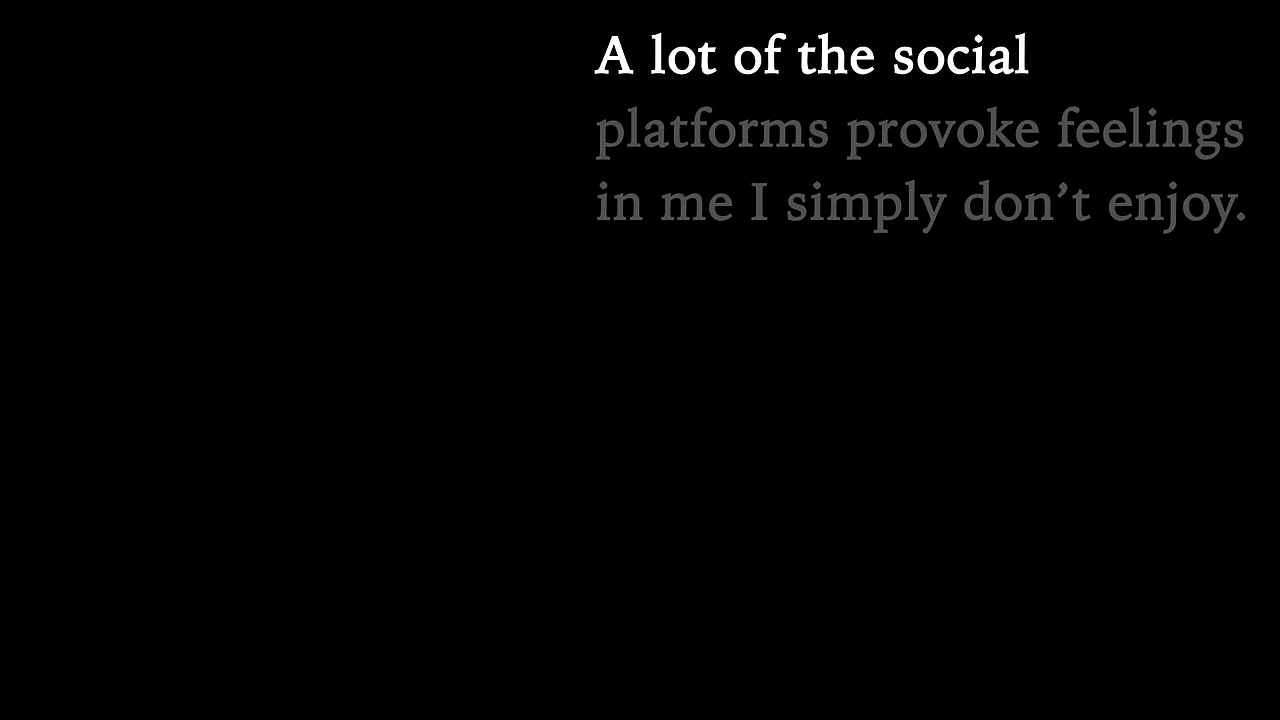 A lot of the social
platforms provoke feelings
in me I simply don’t enjoy.